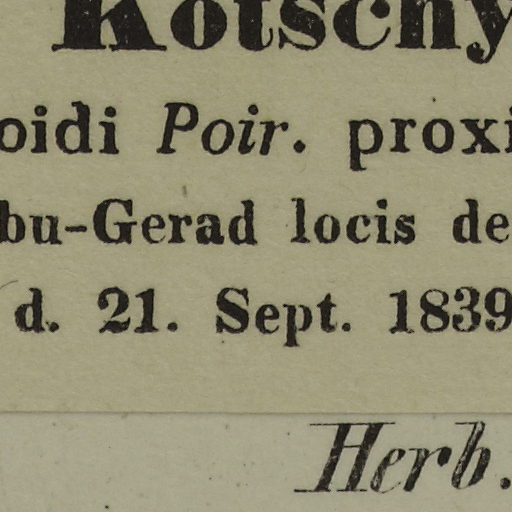 Kotschy
oidi Poir. proxi
bu-Gerad locis de
d. 21. Sept. 1839
Herb.